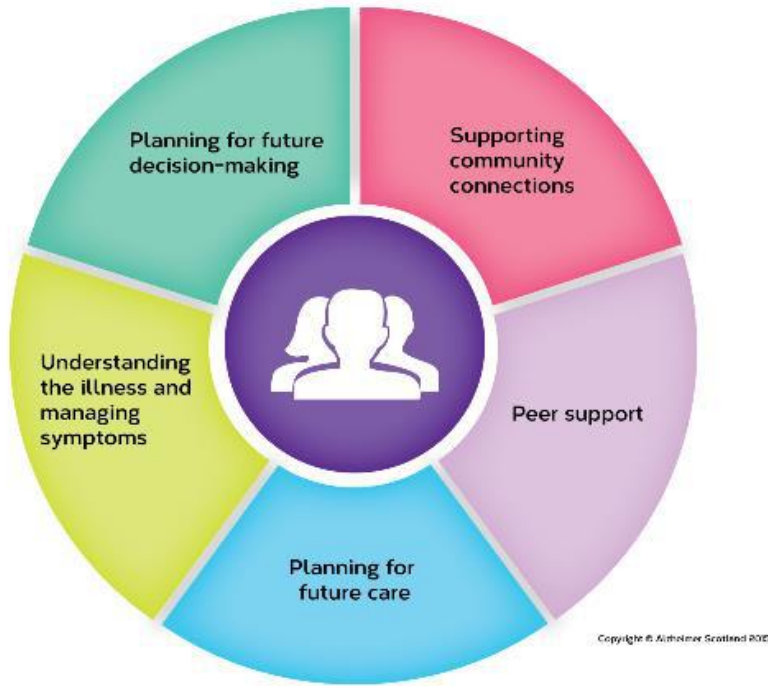 Planning for future
decision-making
Supporting
community
connections
Understanding
the illness and
managing
symptoms
Peer support
Planning for
future care
Copyright © Alzheimer Scotland